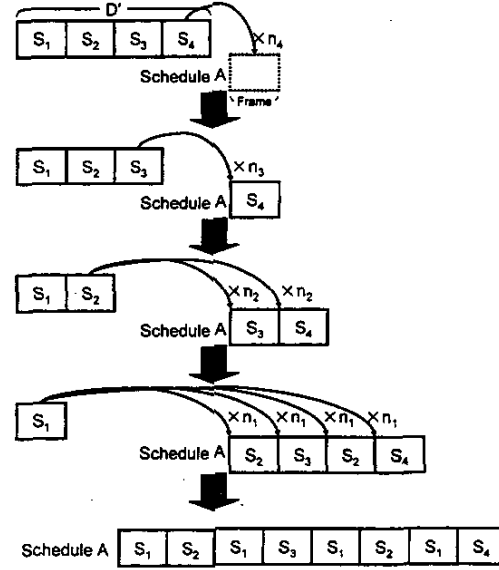 D'
S₁ S₂ S₃ S₄ ×n₄
Schedule A
Frame
S₁ S₂ S₃ ×n₃
Schedule A S₄
S₁ S₂ ×n₂ ×n₂
Schedule A S₃ S₄
S₁ ×n₁ ×n₁ ×n₁ ×n₁
Schedule A S₂ S₃ S₂ S₄
Schedule A S₁ S₂ S₁ S₃ S₁ S₂ S₁ S₄